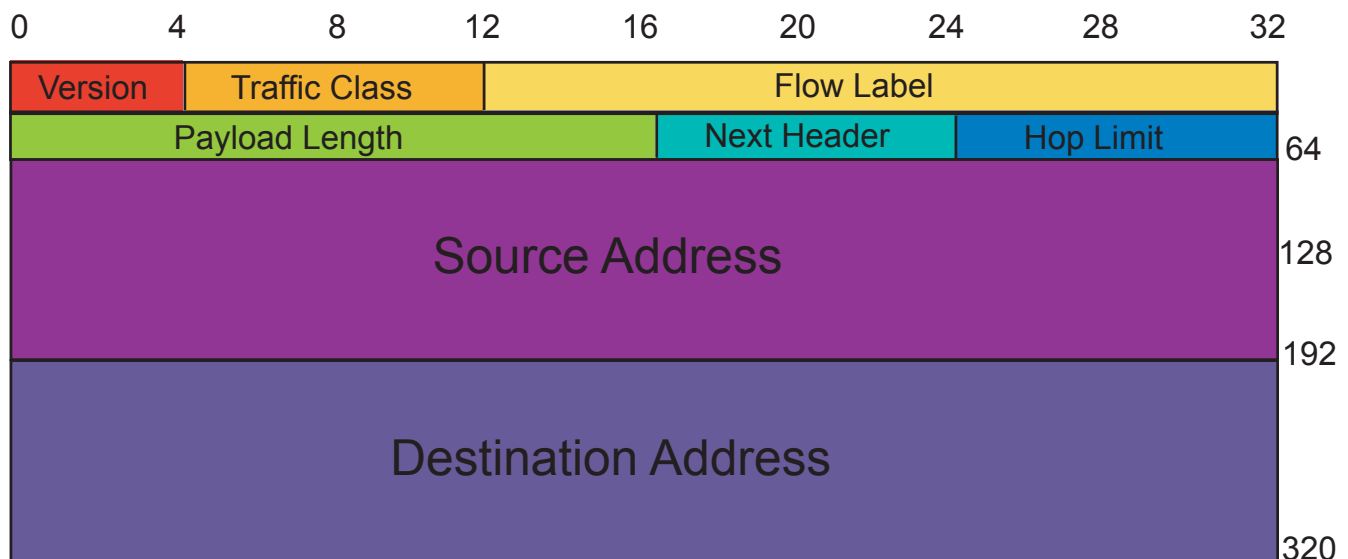 0 4 8 12 16 20 24 28 32
Version Traffic Class Flow Label
Payload Length Next Header Hop Limit 64
Source Address 128
192
Destination Address
320